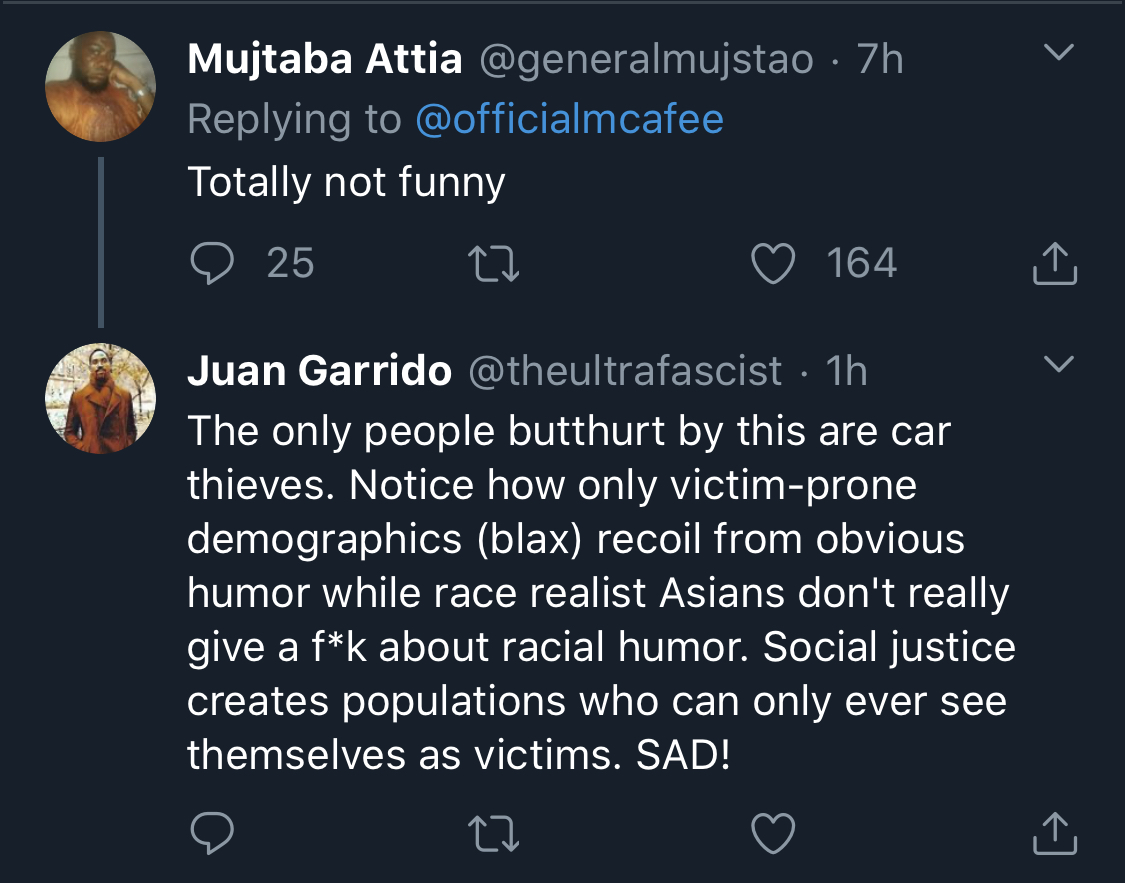 Mujtaba Attia @generalmujstao · 7h
Replying to @officialmcafee
Totally not funny
25 164
Juan Garrido @theultrafascist · 1h
The only people butthurt by this are car
thieves. Notice how only victim-prone
demographics (blax) recoil from obvious
humor while race realist Asians don't really
give a f*k about racial humor. Social justice
creates populations who can only ever see
themselves as victims. SAD!